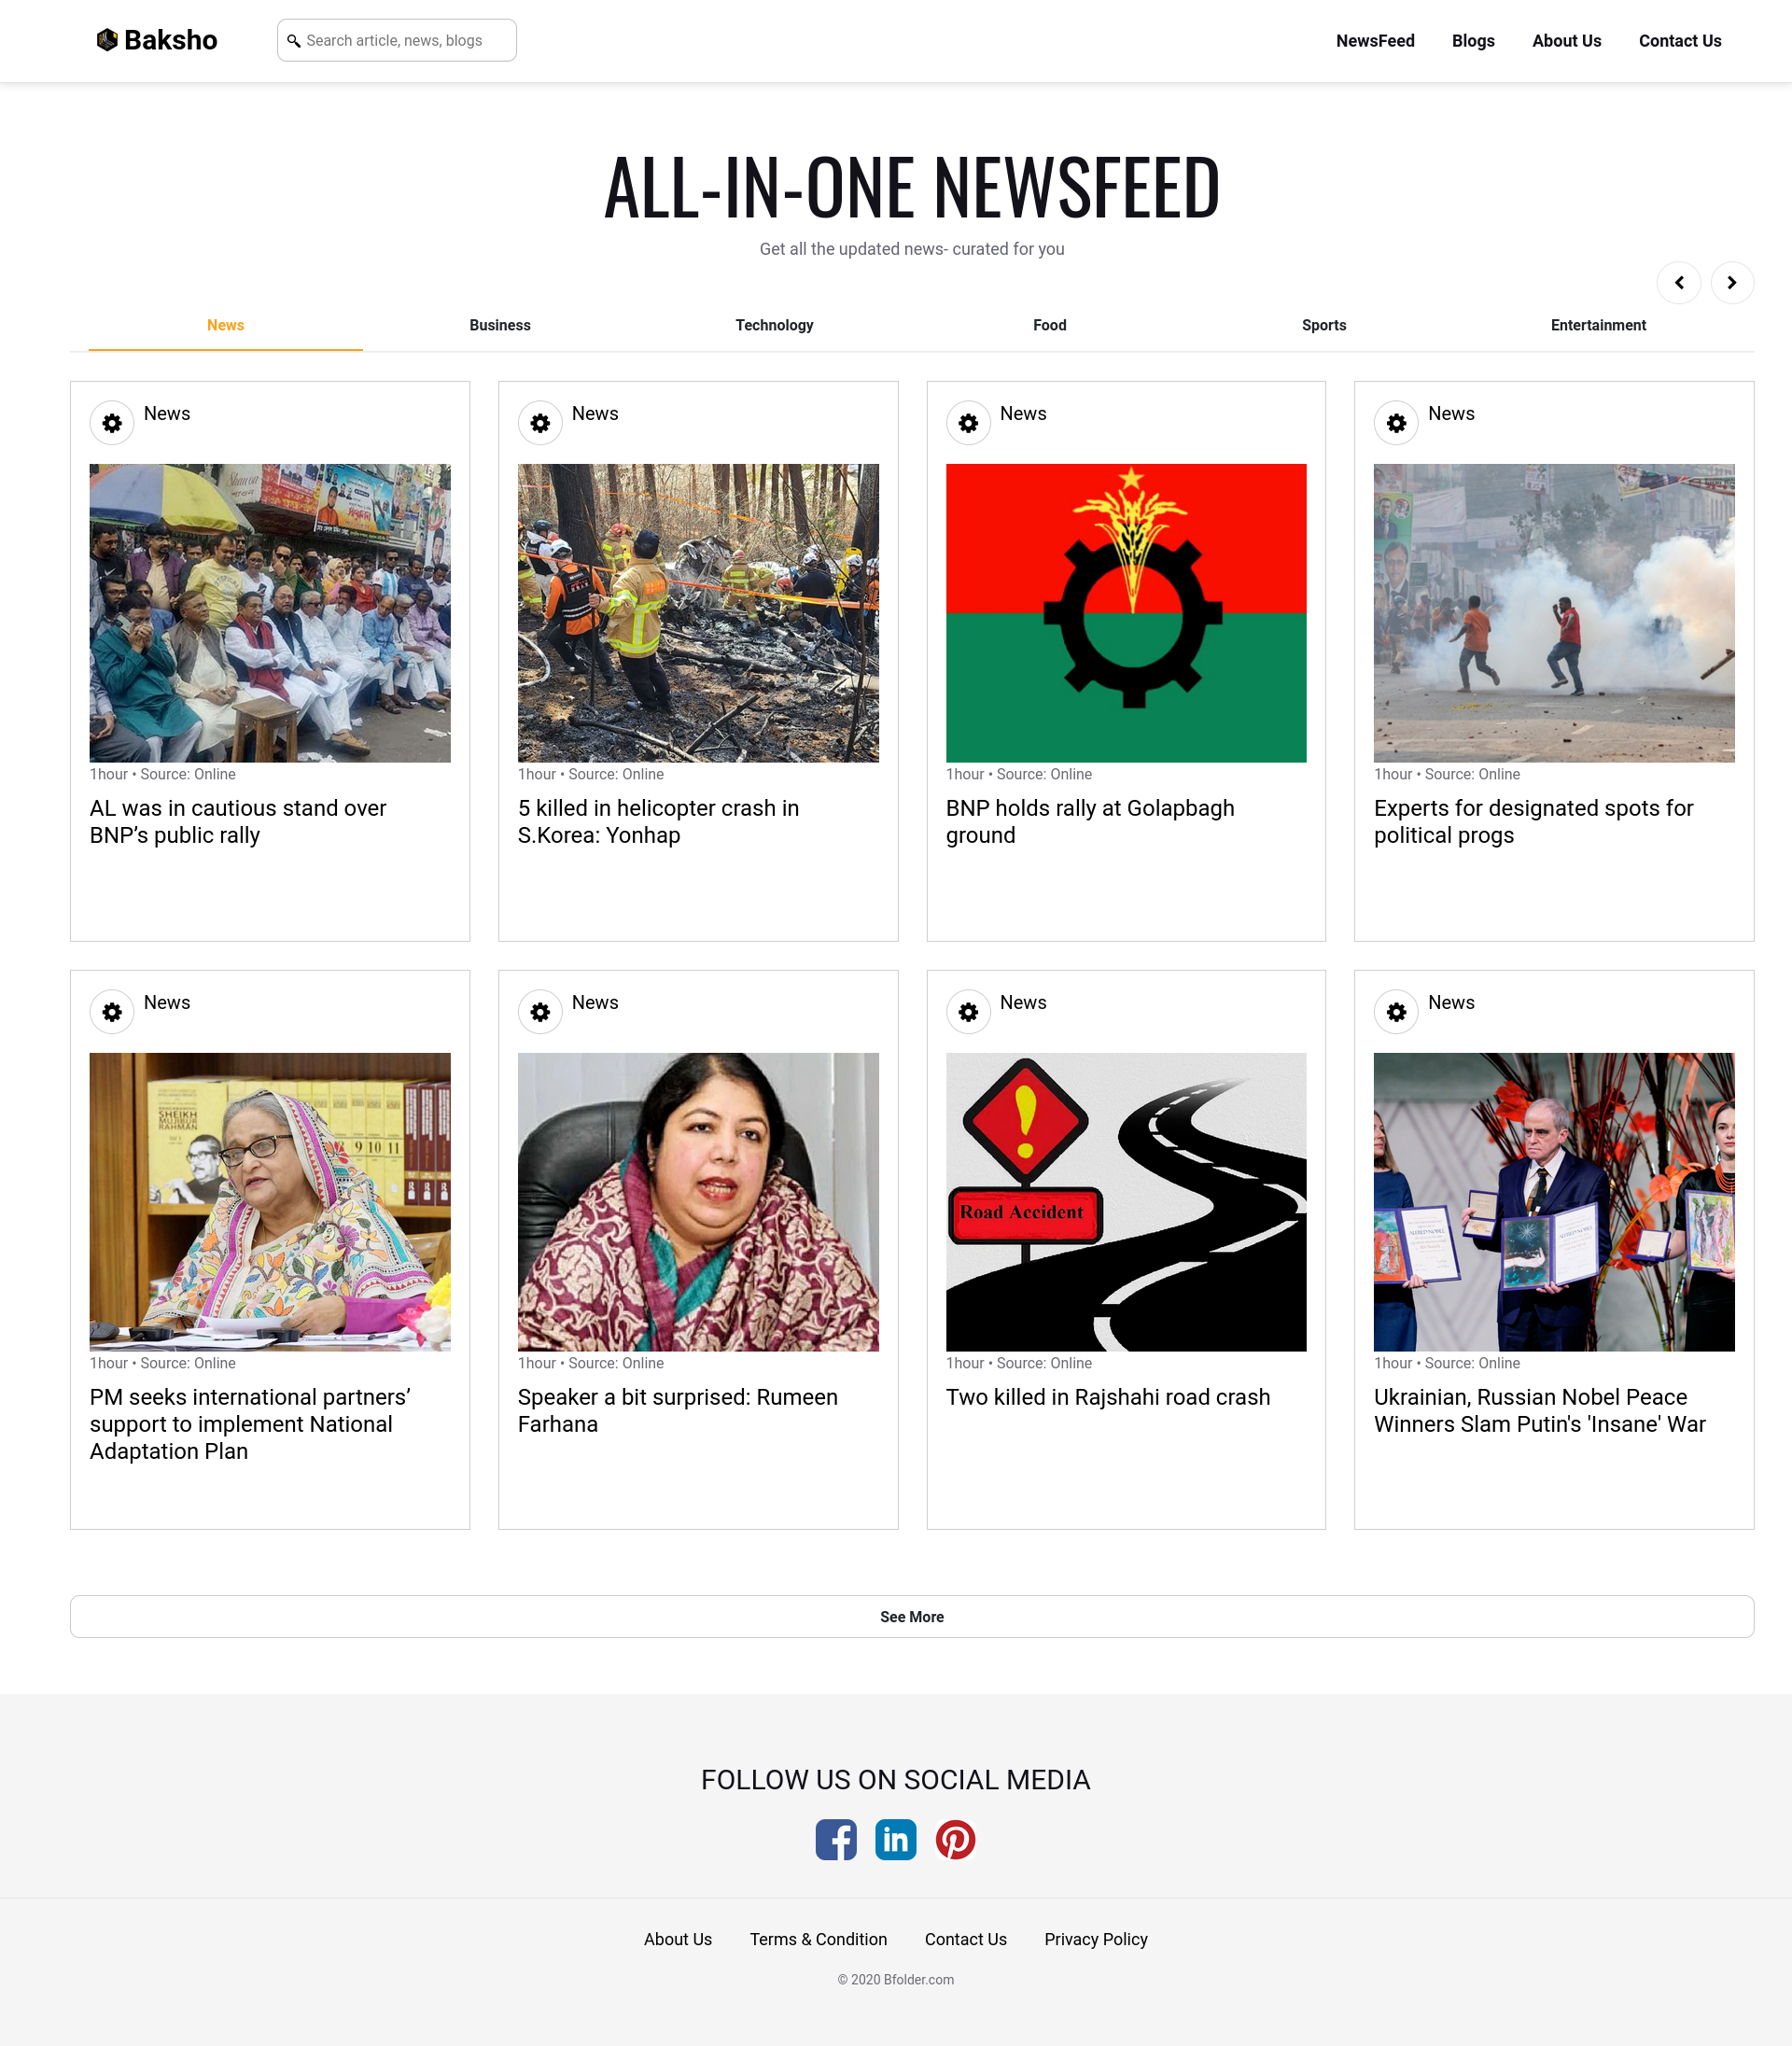 Baksho
Search article, news, blogs
NewsFeed
Blogs
About Us
Contact Us
ALL-IN-ONE NEWSFEED
Get all the updated news- curated for you
News
Business
Technology
Food
Sports
Entertainment
News
News
News
News
1hour • Source: Online
AL was in cautious stand over
BNP’s public rally
1hour • Source: Online
5 killed in helicopter crash in
S.Korea: Yonhap
1hour • Source: Online
BNP holds rally at Golapbagh
ground
1hour • Source: Online
Experts for designated spots for
political progs
News
News
News
News
SHEIKH
MUJIBUR
RAHMAN
9 10 11
Road Accident
1hour • Source: Online
PM seeks international partners’
support to implement National
Adaptation Plan
1hour • Source: Online
Speaker a bit surprised: Rumeen
Farhana
1hour • Source: Online
Two killed in Rajshahi road crash
1hour • Source: Online
Ukrainian, Russian Nobel Peace
Winners Slam Putin's 'Insane' War
See More
FOLLOW US ON SOCIAL MEDIA
About Us
Terms & Condition
Contact Us
Privacy Policy
© 2020 Bfolder.com